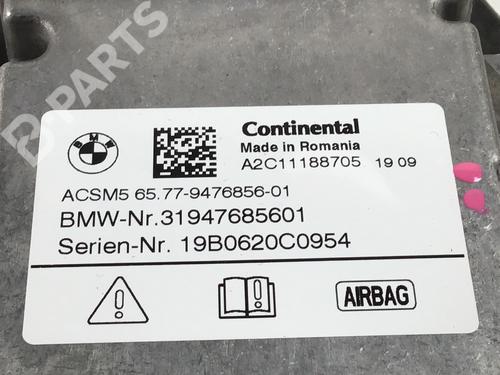 B PARTS
BMW
Continental
Made in Romania
A2C11188705 19 09
ACSM5 65.77-9476856-01
BMW-Nr.31947685601
Serien-Nr. 19B0620C0954
AIRBAG